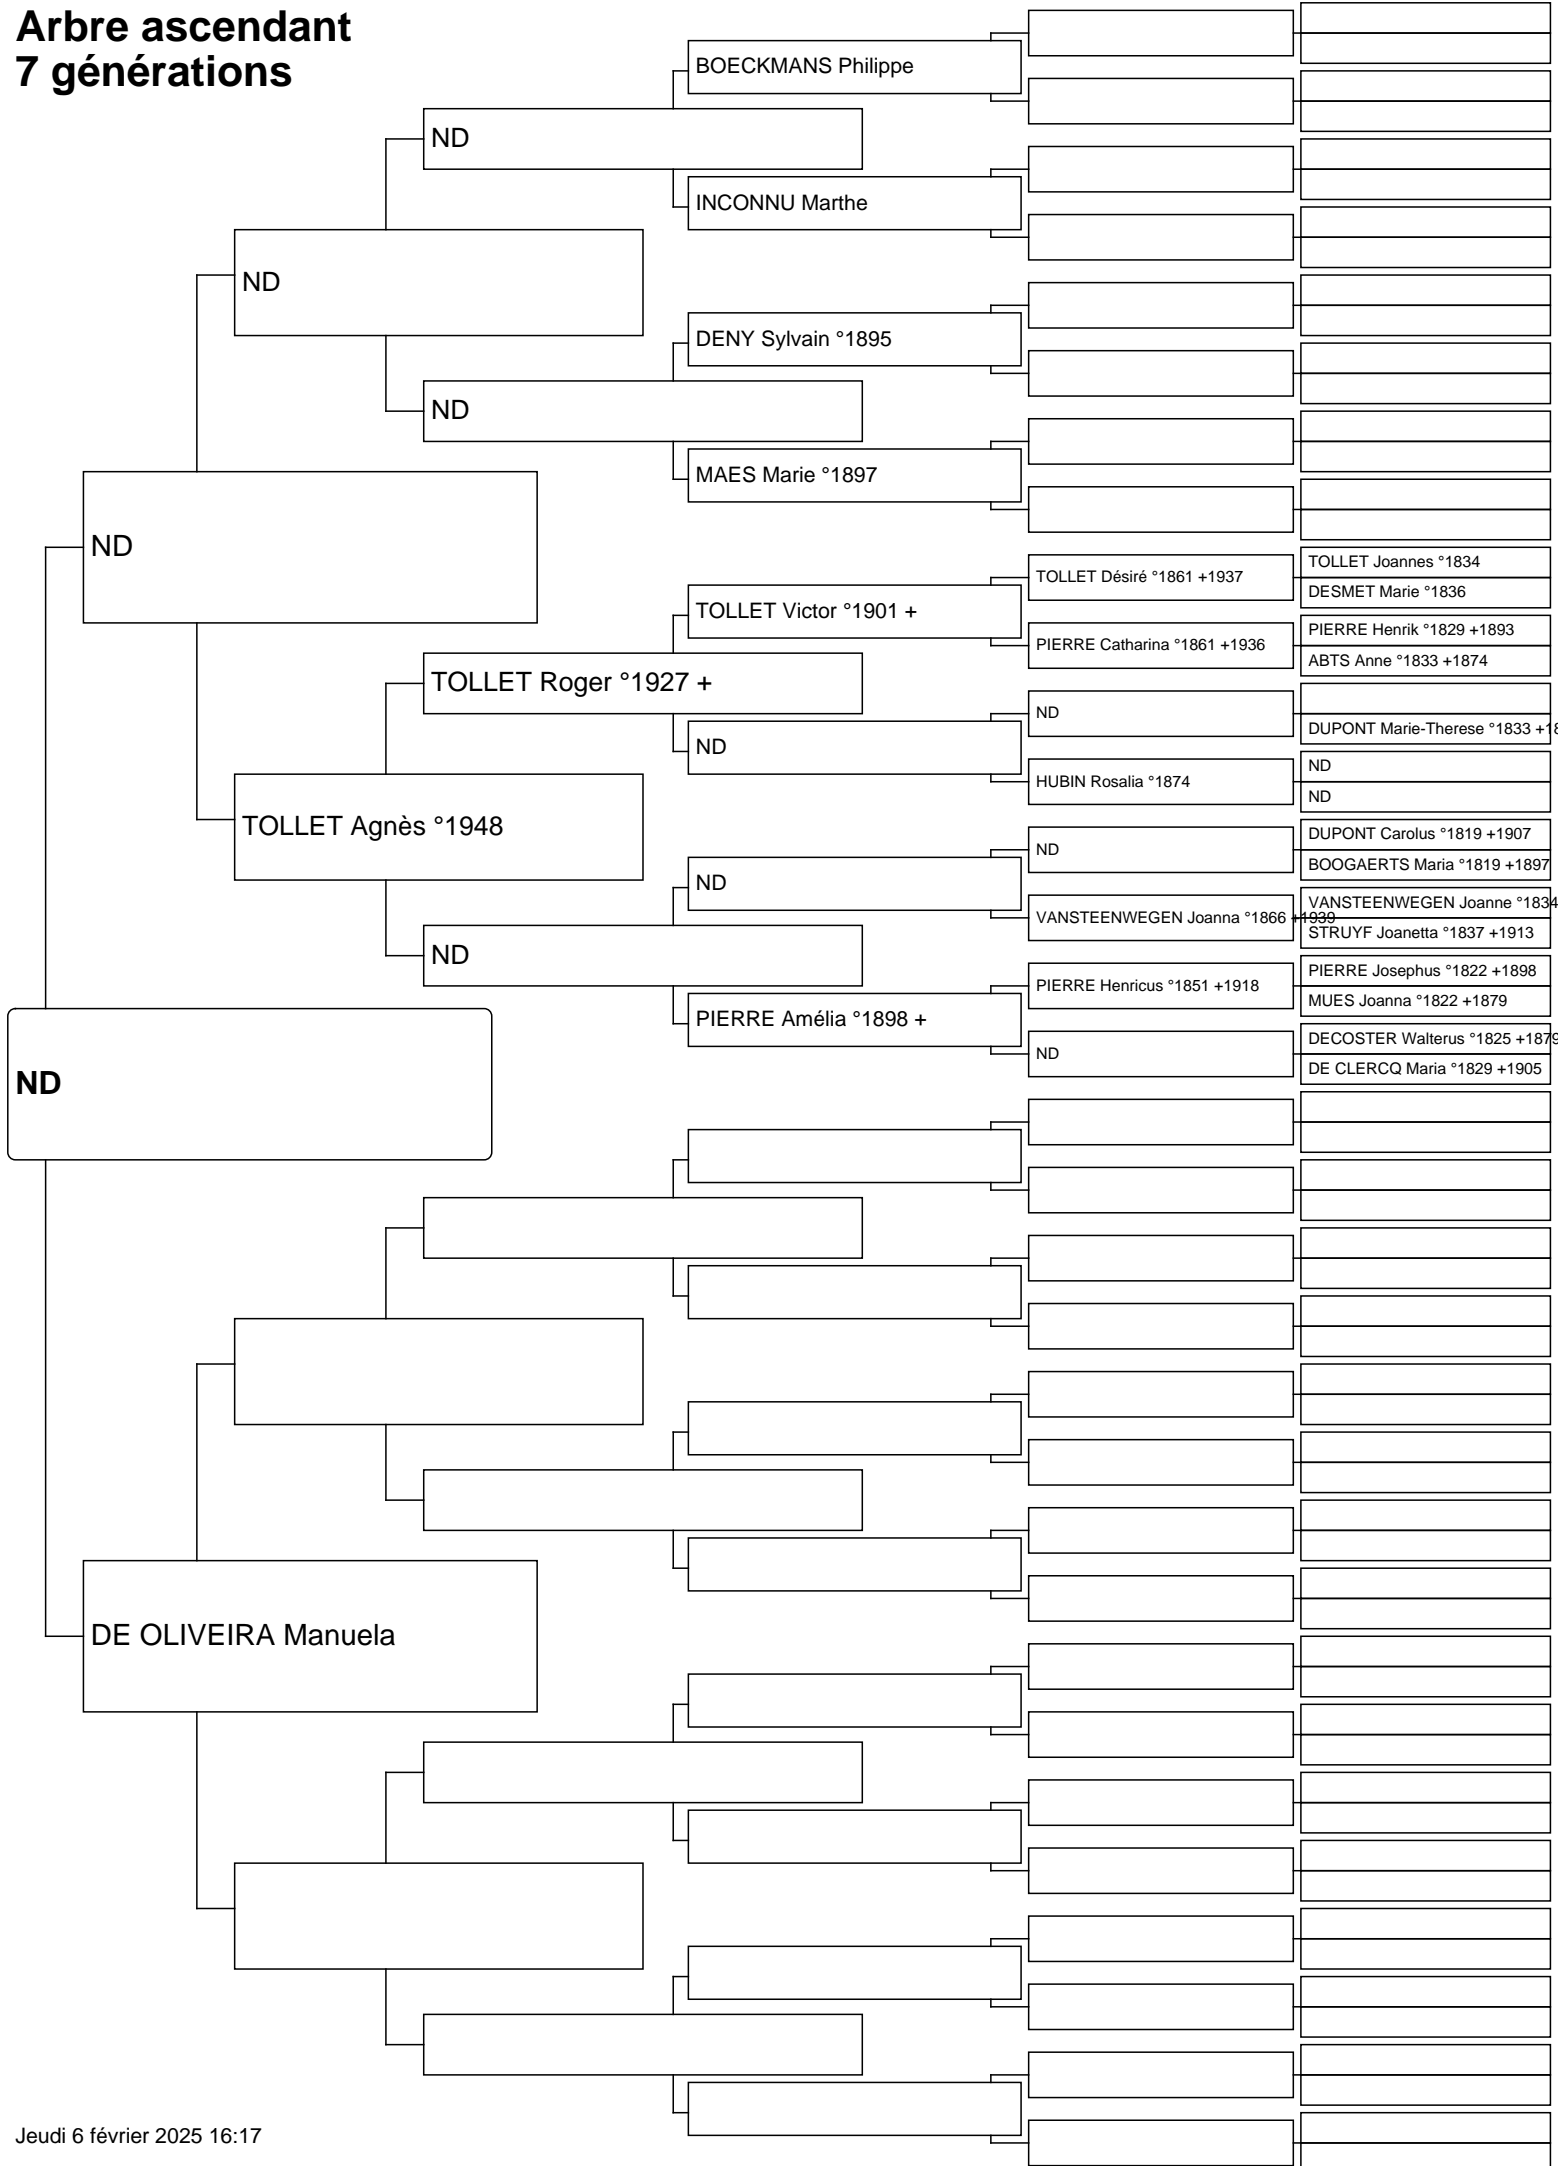 Arbre ascendant
7 générations
BOECKMANS Philippe
ND
INCONNU Marthe
ND
DENY Sylvain °1895
ND
MAES Marie °1897
ND
TOLLET Joannes °1834
TOLLET Désiré °1861 +1937
DESMET Marie °1836
TOLLET Victor °1901 +
PIERRE Henrik °1829 +1893
PIERRE Catharina °1861 +1936
ABTS Anne °1833 +1874
TOLLET Roger °1927 +
ND
DUPONT Marie-Therese °1833 +18
ND
ND
HUBIN Rosalia °1874
ND
TOLLET Agnès °1948
DUPONT Carolus °1819 +1907
ND
BOOGAERTS Maria °1819 +1897
ND
VANSTEENWEGEN Joanne °1834
VANSTEENWEGEN Joanna °1866 +1939
STRUYF Joanetta °1837 +1913
ND
PIERRE Josephus °1822 +1898
PIERRE Henricus °1851 +1918
MUES Joanna °1822 +1879
PIERRE Amélia °1898 +
DECOSTER Walterus °1825 +1879
ND
DE CLERCQ Maria °1829 +1905
ND
DE OLIVEIRA Manuela
Jeudi 6 février 2025 16:17